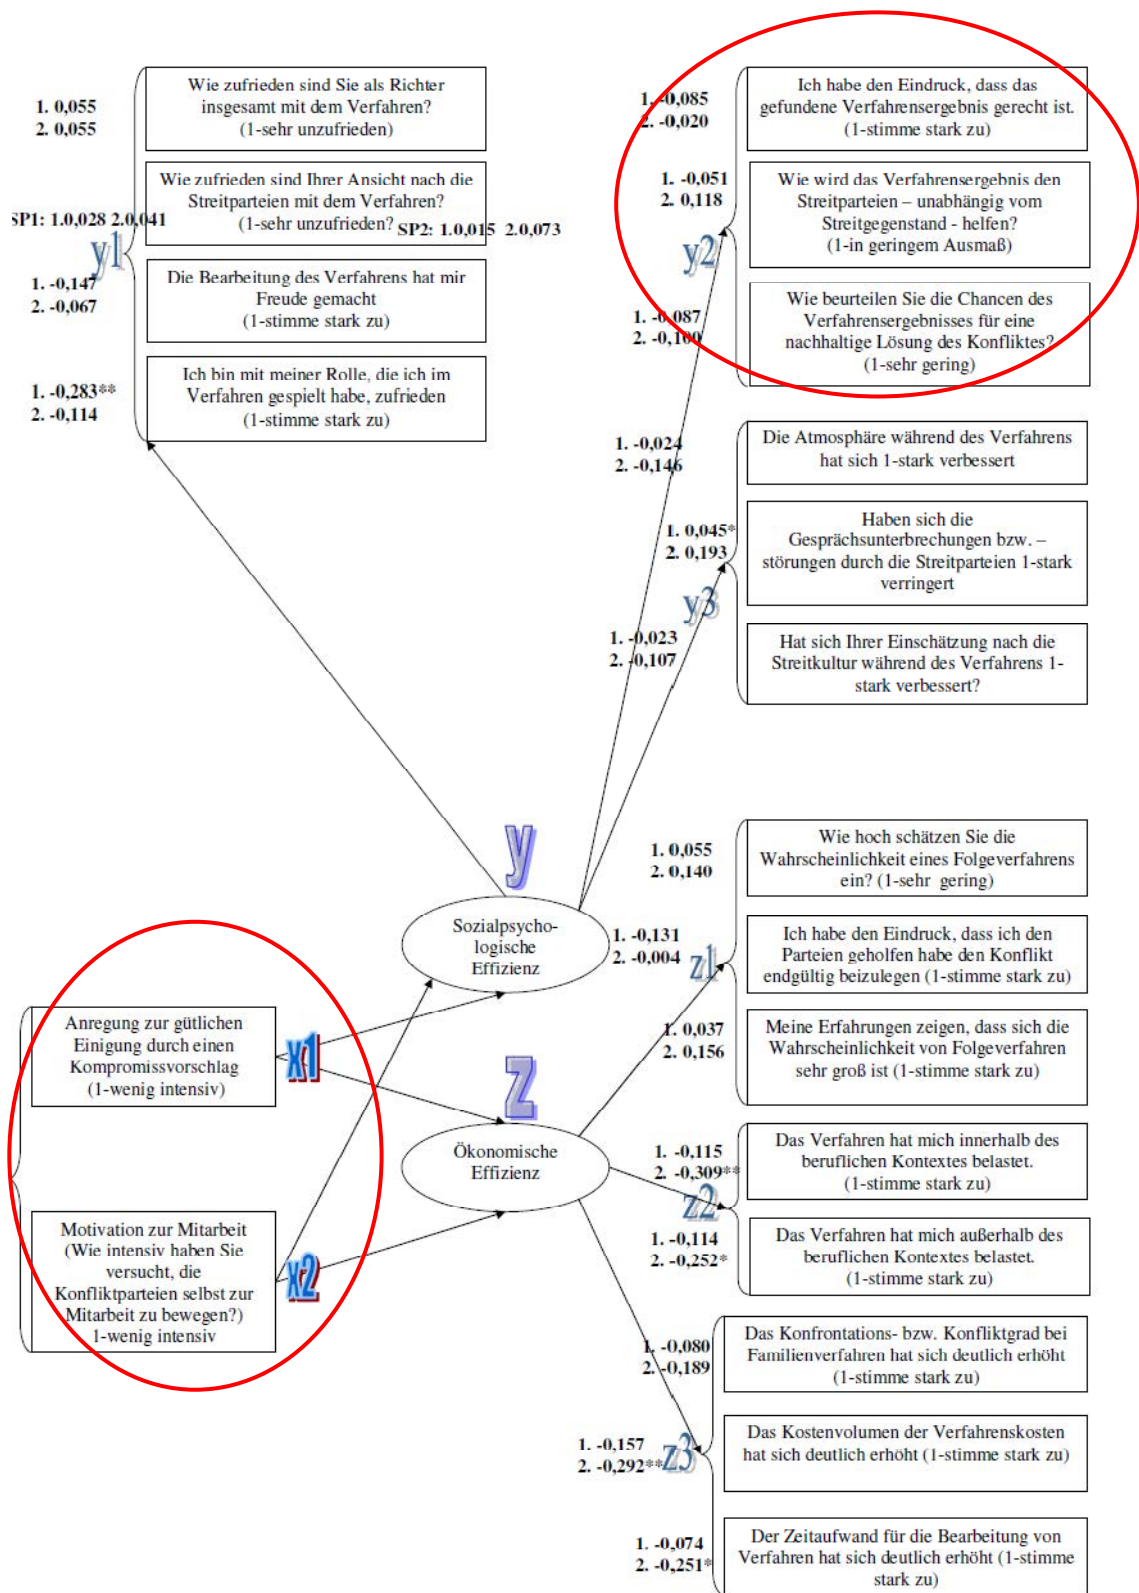 1. 0,055
2. 0,055
Wie zufrieden sind Sie als Richter
insgesamt mit dem Verfahren?
(1-sehr unzufrieden)
Wie zufrieden sind Ihrer Ansicht nach die
Streitparteien mit dem Verfahren?
(1-sehr unzufrieden?
SP1: 1.0,028 2.0,041
SP2: 1.0,015 2.0,073
y1
1. -0,147
2. -0,067
Die Bearbeitung des Verfahrens hat mir
Freude gemacht
(1-stimme stark zu)
1. -0,283**
2. -0,114
Ich bin mit meiner Rolle, die ich im
Verfahren gespielt habe, zufrieden
(1-stimme stark zu)
1. -0,085
2. -0,020
Ich habe den Eindruck, dass das
gefundene Verfahrensergebnis gerecht ist.
(1-stimme stark zu)
1. -0,051
2. 0,118
Wie wird das Verfahrensergebnis den
Streitparteien – unabhängig vom
Streitgegenstand - helfen?
(1-in geringem Ausmaß)
y2
1. -0,087
2. -0,100
Wie beurteilen Sie die Chancen des
Verfahrensergebnisses für eine
nachhaltige Lösung des Konfliktes?
(1-sehr gering)
1. -0,024
2. -0,146
Die Atmosphäre während des Verfahrens
hat sich 1-stark verbessert
1. 0,045*
2. 0,193
Haben sich die
Gesprächsunterbrechungen bzw. –
störungen durch die Streitparteien 1-stark
verringert
y3
1. -0,023
2. -0,107
Hat sich Ihrer Einschätzung nach die
Streitkultur während des Verfahrens 1-
stark verbessert?
y
Sozialpsycho-
logische
Effizienz
1. 0,055
2. 0,140
Wie hoch schätzen Sie die
Wahrscheinlichkeit eines Folgeverfahrens
ein? (1-sehr gering)
1. -0,131
2. -0,004
z1
Ich habe den Eindruck, dass ich den
Parteien geholfen habe den Konflikt
endgültig beizulegen (1-stimme stark zu)
1. 0,037
2. 0,156
Meine Erfahrungen zeigen, dass sich die
Wahrscheinlichkeit von Folgeverfahren
sehr groß ist (1-stimme stark zu)
Anregung zur gütlichen
Einigung durch einen
Kompromissvorschlag
(1-wenig intensiv)
x1
z
Ökonomische
Effizienz
Motivation zur Mitarbeit
(Wie intensiv haben Sie
versucht, die
Konfliktparteien selbst zur
Mitarbeit zu bewegen?)
1-wenig intensiv
x2
1. -0,115
2. -0,309**
Das Verfahren hat mich innerhalb des
beruflichen Kontextes belastet.
(1-stimme stark zu)
z2
1. -0,114
2. -0,252*
Das Verfahren hat mich außerhalb des
beruflichen Kontextes belastet.
(1-stimme stark zu)
1. -0,080
2. -0,189
Das Konfrontations- bzw. Konfliktgrad bei
Familienverfahren hat sich deutlich erhöht
(1-stimme stark zu)
1. -0,157
2. -0,292**
z3
Das Kostenvolumen der Verfahrenskosten
hat sich deutlich erhöht (1-stimme stark zu)
1. -0,074
2. -0,251*
Der Zeitaufwand für die Bearbeitung von
Verfahren hat sich deutlich erhöht (1-stimme
stark zu)